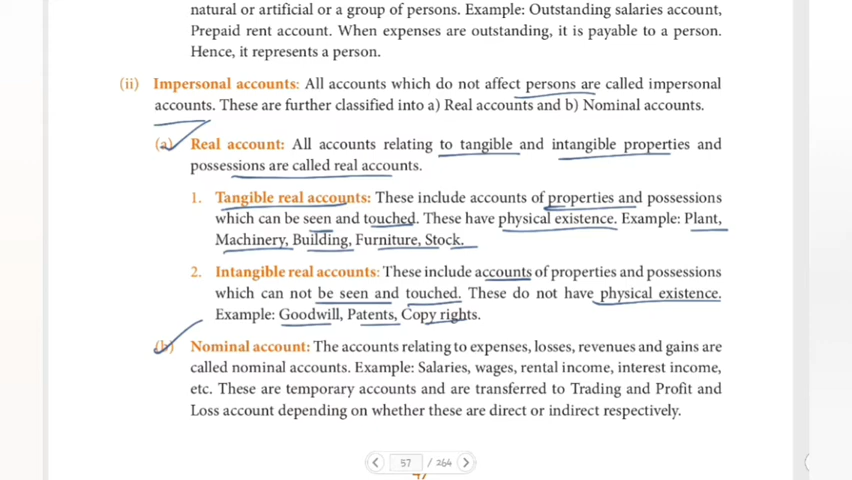 natural or artificial or a group of persons. Example: Outstanding salaries account,
Prepaid rent account. When expenses are outstanding, it is payable to a person.
Hence, it represents a person.
(ii) Impersonal accounts: All accounts which do not affect persons are called impersonal
accounts. These are further classified into a) Real accounts and b) Nominal accounts.
(a) Real account: All accounts relating to tangible and intangible properties and
possessions are called real accounts.
1. Tangible real accounts: These include accounts of properties and possessions
which can be seen and touched. These have physical existence. Example: Plant,
Machinery, Building, Furniture, Stock.
2. Intangible real accounts: These include accounts of properties and possessions
which can not be seen and touched. These do not have physical existence.
Example: Goodwill, Patents, Copy rights.
(b) Nominal account: The accounts relating to expenses, losses, revenues and gains are
called nominal accounts. Example: Salaries, wages, rental income, interest income,
etc. These are temporary accounts and are transferred to Trading and Profit and
Loss account depending on whether these are direct or indirect respectively.
57 / 264